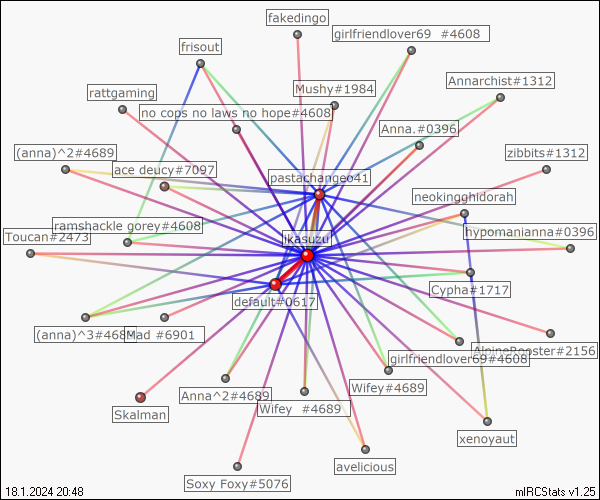 fakedingo
girlfriendlover69 #4608
frisout
Annarchist#1312
rattgaming
Mushy#1984
no cops no laws no hope#4608
Anna.#0396
(anna)^2#4689
zibbits#1312
ace deucy#7097
pastachangeo41
neokingghidorah
ramshackle gorey#4608
Toucan#2473
hypomanianna#0396
ikasuzu
Cypha#1717
default#0617
(anna)^3#468
Mad #6901
#2156
girlfriendlover69#4608
Anna^2#4689
Wifey#4689
Wifey #4689
Skalman
xenoyaut
avelicious
Soxy Foxy#5076
18.1.2024 20:48
mIRCStats v1.25